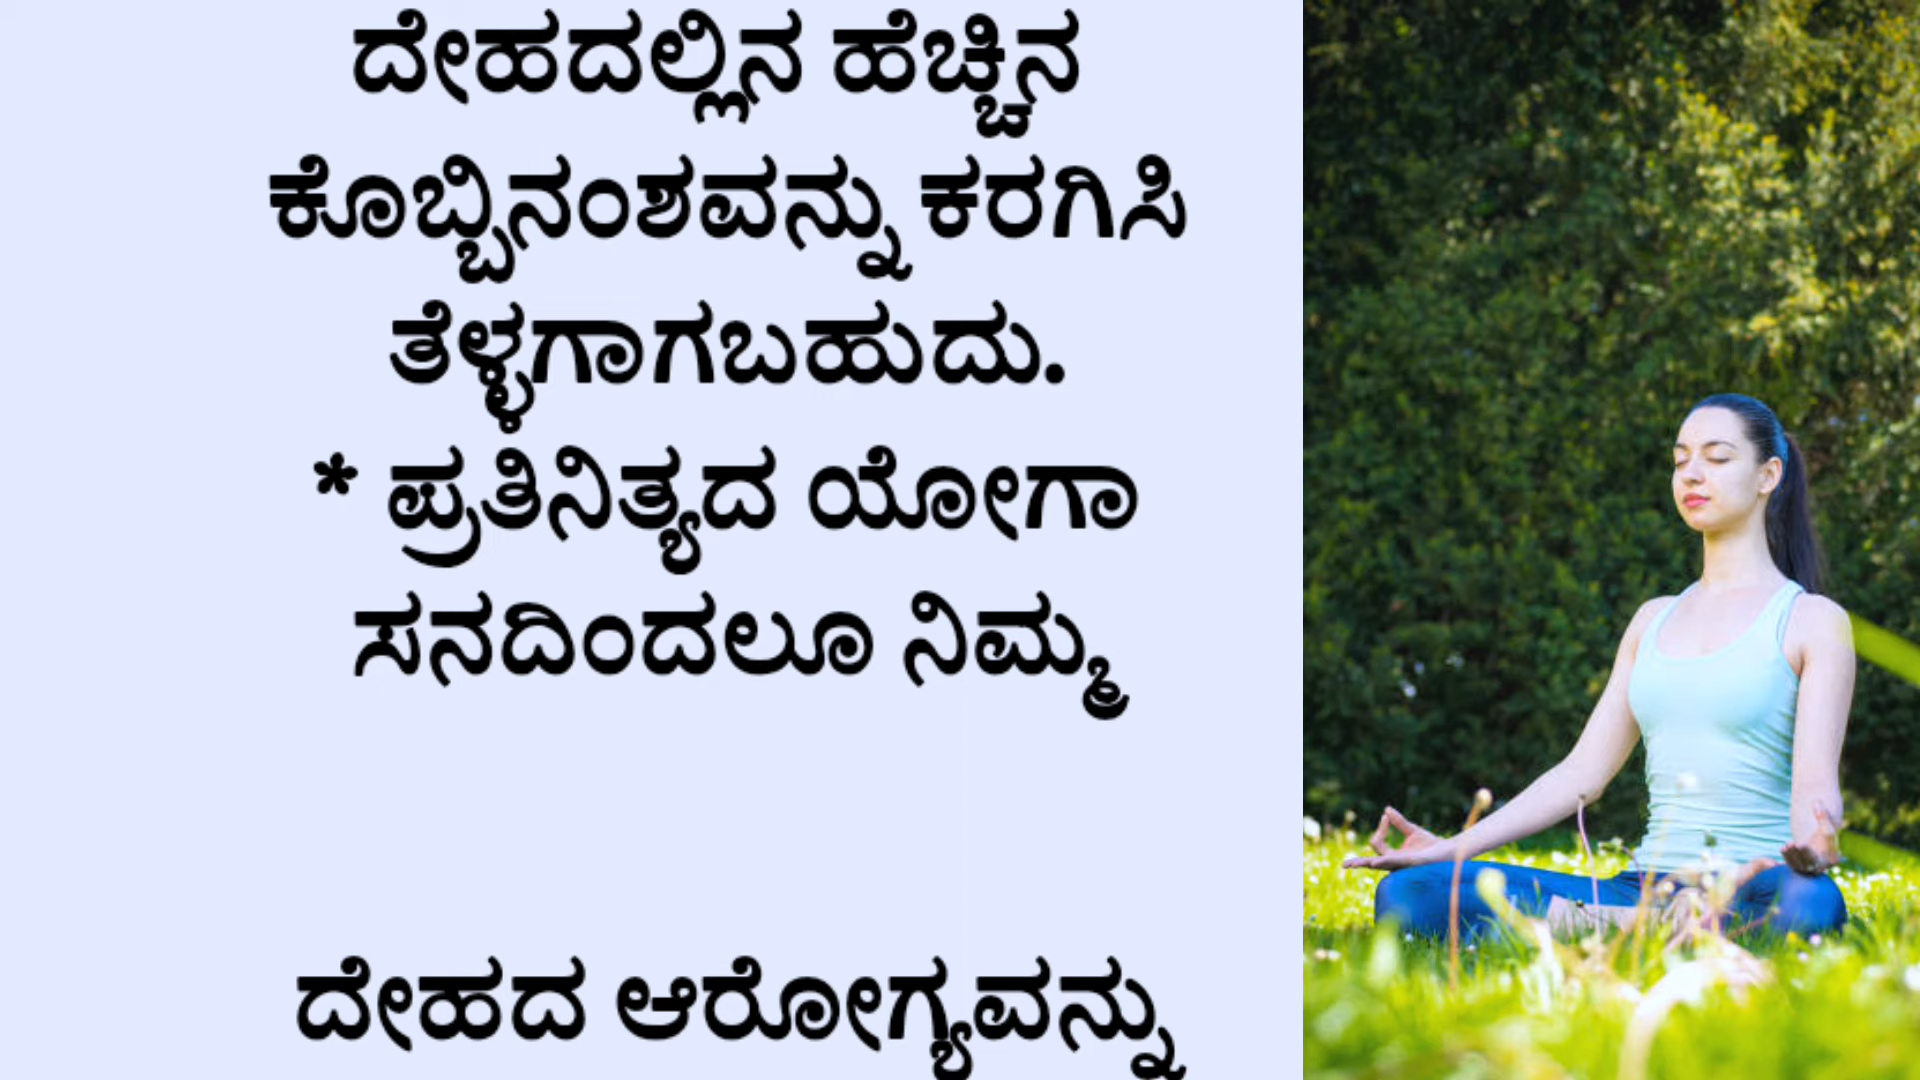 ದೇಹದಲ್ಲಿನ ಹೆಚ್ಚಿನ
ಕೊಬ್ಬಿನಂಶವನ್ನು ಕರಗಿಸಿ
ತೆಳ್ಳಗಾಗಬಹುದು.
* ಪ್ರತಿನಿತ್ಯದ ಯೋಗಾ
ಸನದಿಂದಲೂ ನಿಮ್ಮ
ದೇಹದ ಆರೋಗ್ಯವನ್ನು